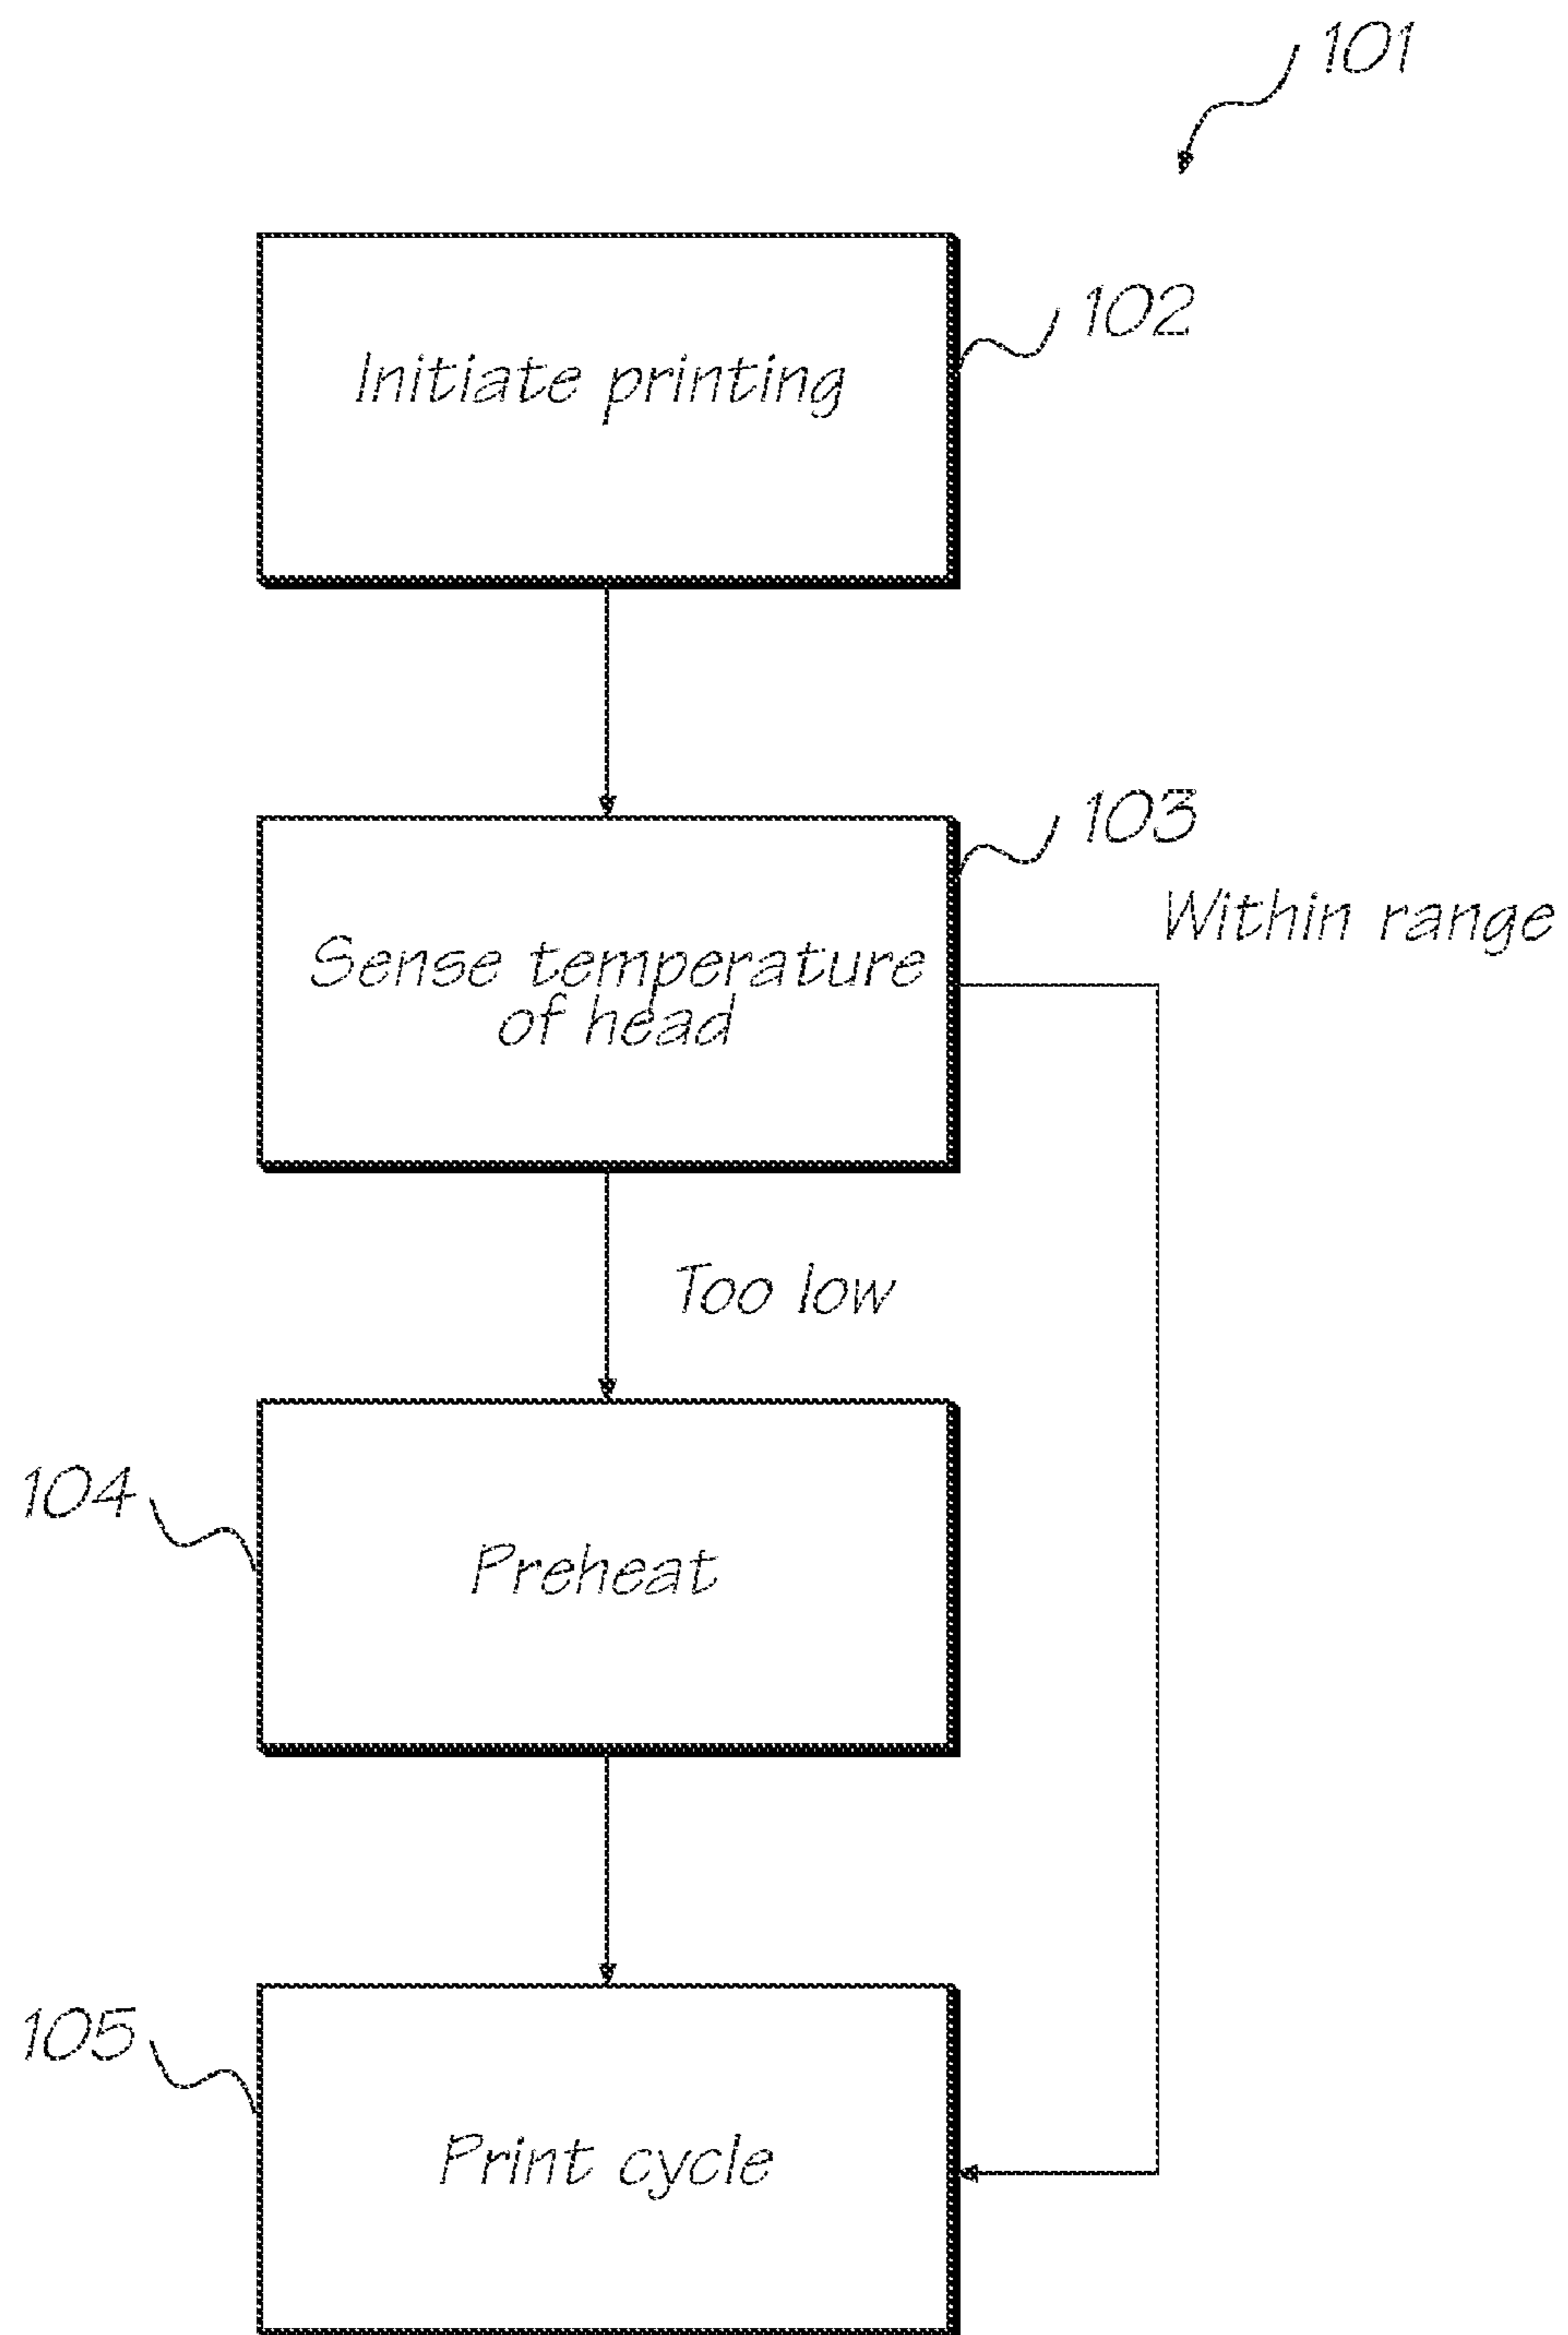 101
Initiate printing
102
103
Within range
Sense temperature
of head
Too low
104
Preheat
105
Print cycle